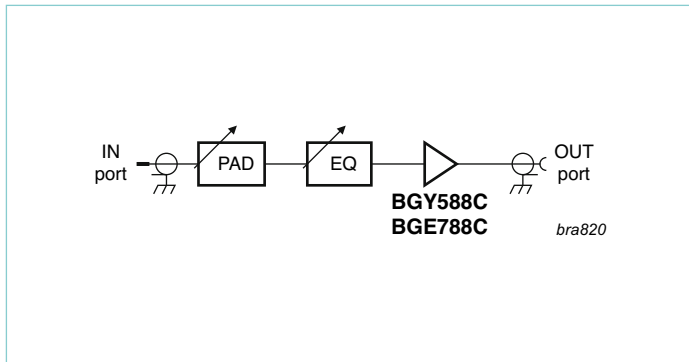 IN
port
PAD
EQ
OUT
port
BGY588C
BGE788C
bra820